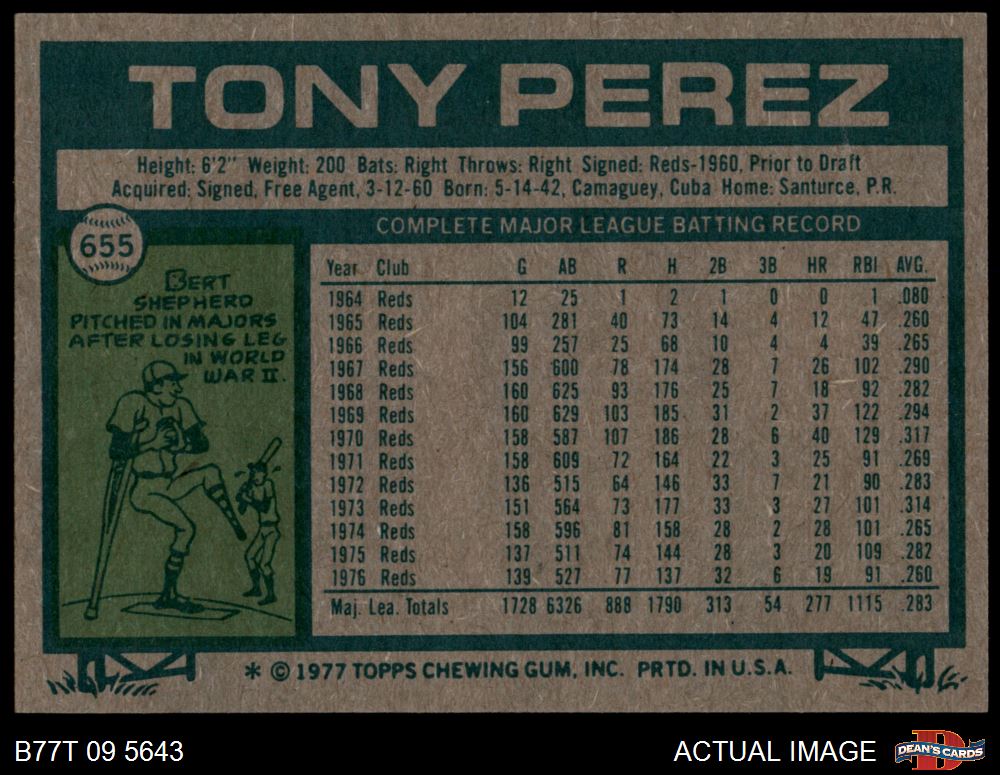 TONY PEREZ
Height: 6'2" Weight: 200 Bats: Right Throws: Right Signed: Reds-1960, Prior to Draft
Acquired: Signed, Free Agent, 3-12-60 Born: 5-14-42, Camaguey, Cuba Home: Santurce, P.R.
655
BERT
SHEPHERD
PITCHED IN MAJORS
AFTER LOSING LEG
IN WORLD
WAR II.
COMPLETE MAJOR LEAGUE BATTING RECORD
Year Club G AB R H 2B 3B HR RBI AVG.
1964 Reds 12 25 1 2 1 0 0 1 .080
1965 Reds 104 281 40 73 14 4 12 47 .260
1966 Reds 99 257 25 68 10 4 4 39 .265
1967 Reds 156 600 78 174 28 7 26 102 .290
1968 Reds 160 625 93 176 25 7 18 92 .282
1969 Reds 160 629 103 185 31 2 37 122 .294
1970 Reds 158 587 107 186 28 6 40 129 .317
1971 Reds 158 609 72 164 22 3 25 91 .269
1972 Reds 136 515 64 146 33 7 21 90 .283
1973 Reds 151 564 73 177 33 3 27 101 .314
1974 Reds 158 596 81 158 28 2 28 101 .265
1975 Reds 137 511 74 144 28 3 20 109 .282
1976 Reds 139 527 77 137 32 6 19 91 .260
Maj. Lea. Totals 1728 6326 888 1790 313 54 277 1115 .283
* © 1977 TOPPS CHEWING GUM, INC. PRTD. IN U.S.A.
B77T 09 5643
ACTUAL IMAGE
D
DEAN'S CARDS